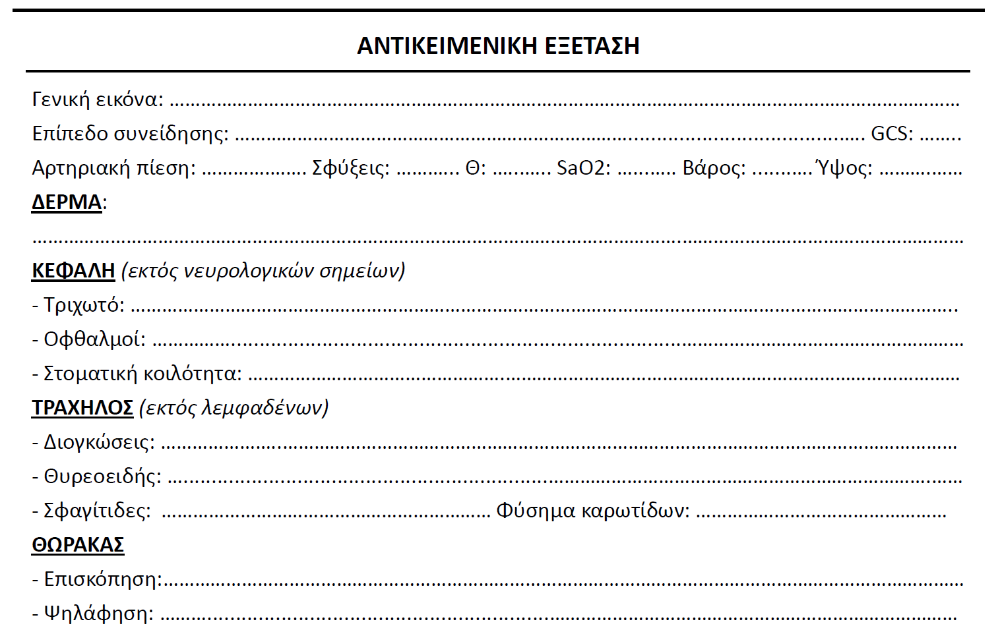 ΑΝΤΙΚΕΙΜΕΝΙΚΗ ΕΞΕΤΑΣΗ
Γενική εικόνα: ……………………………………………………………………………………………………………………………………
Επίπεδο συνείδησης: ………………………………………………………………………………………………………… GCS: ……..
Αρτηριακή πίεση: ……………….. Σφύξεις: ……….. Θ: ………. SaO2: ………. Βάρος: ………. Ύψος: ……………
ΔΕΡΜΑ:
……………………………………………………………………………………………………………………………………………………………
ΚΕΦΑΛΗ (εκτός νευρολογικών σημείων)
- Τριχωτό: …………………………………………………………………………………………………………………………………………..
- Οφθαλμοί: ………………………………………………………………………………………………………………………………………
- Στοματική κοιλότητα: ………………………………………………………………………………………………………………………
ΤΡΑΧΗΛΟΣ (εκτός λεμφαδένων)
- Διογκώσεις: ……………………………………………………………………………………………………………………………………
- Θυρεοειδής: ……………………………………………………………………………………………………………………………………
- Σφαγίτιδες: ……………………………………………………… Φύσημα καρωτίδων: …………………………………………
ΘΩΡΑΚΑΣ
- Επισκόπηση:……………………………………………………………………………………………………………………………………
- Ψηλάφηση: ……………………………………………………………………………………………………………………………………